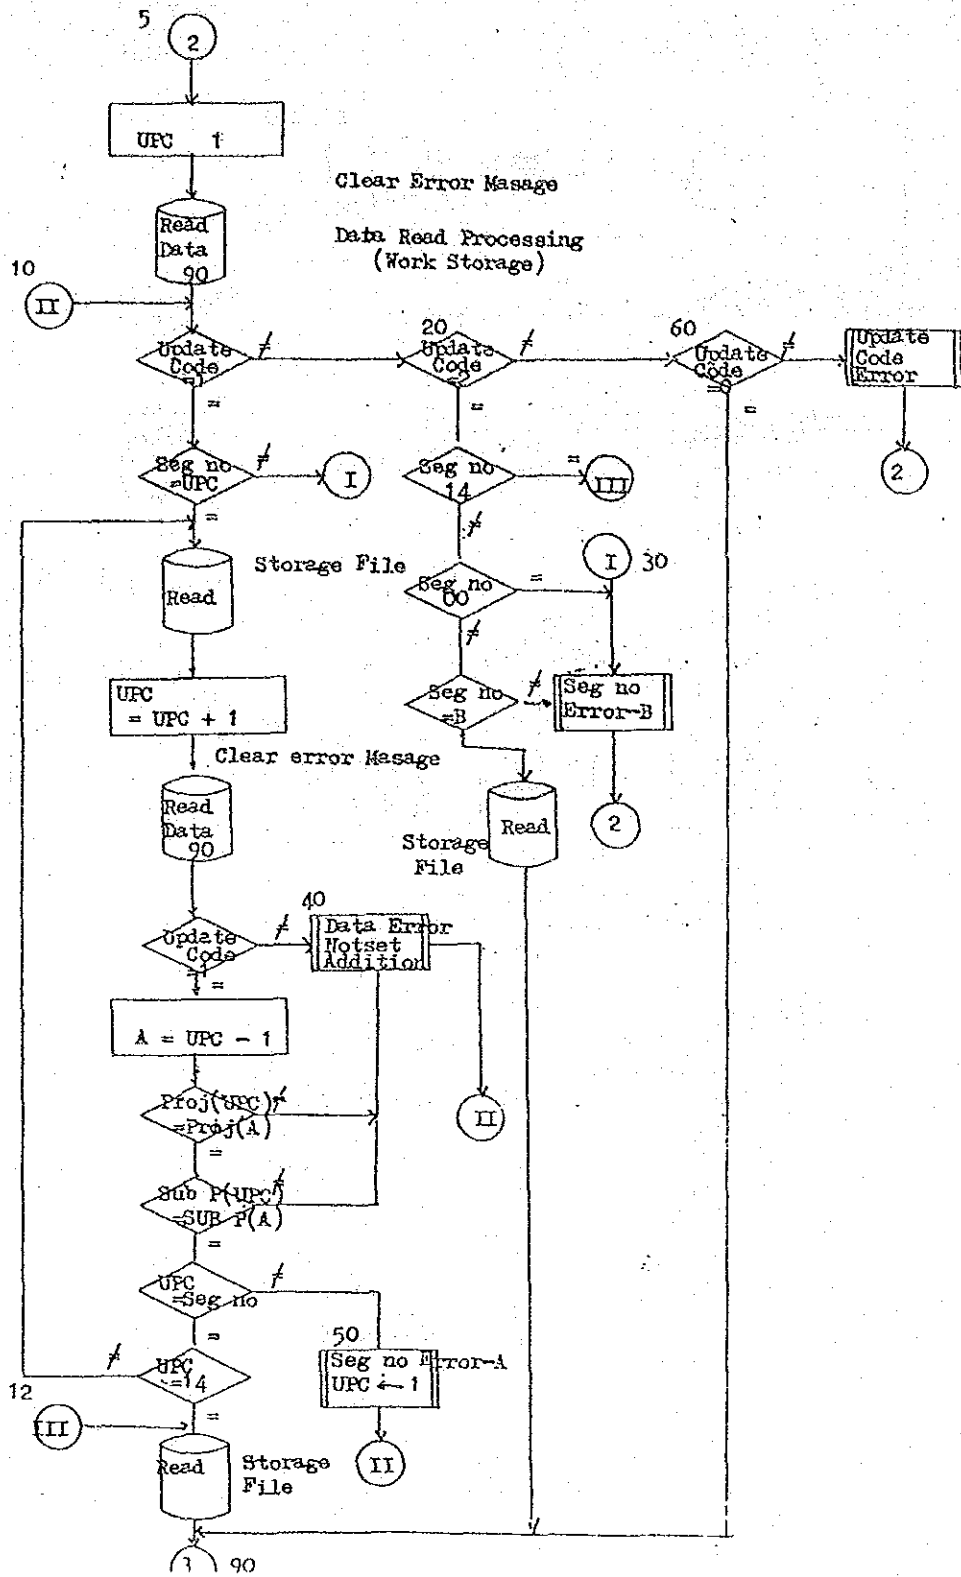 5
2
UPC 1
Clear Error Masage
Read
Data
90
Data Read Processing
(Work Storage)
10
II
Update
Code
=1
≠
=
20
Update
Code
=2
≠
=
60
Update
Code
≠
=
Update
Code
Error
2
Seg no
=UPC
≠
=
I
Seg no
14
=
≠
III
Read
Storage File
Seg no
00
=
≠
I
30
UPC
= UPC + 1
Seg no
=B
≠
Seg no
Error-B
2
Clear error Masage
Read
Data
90
Read
Storage
File
Update
Code
=1
≠
=
40
Data Error
Notset
Addition
II
A = UPC - 1
Proj(UPC)
=Proj(A)
≠
=
Sub P(UPC)
=SUB P(A)
≠
=
UPC
=Seg no
≠
=
50
Seg no Error-A
UPC ← 1
II
UPC
=14
≠
=
12
III
Read
Storage
File
3
90